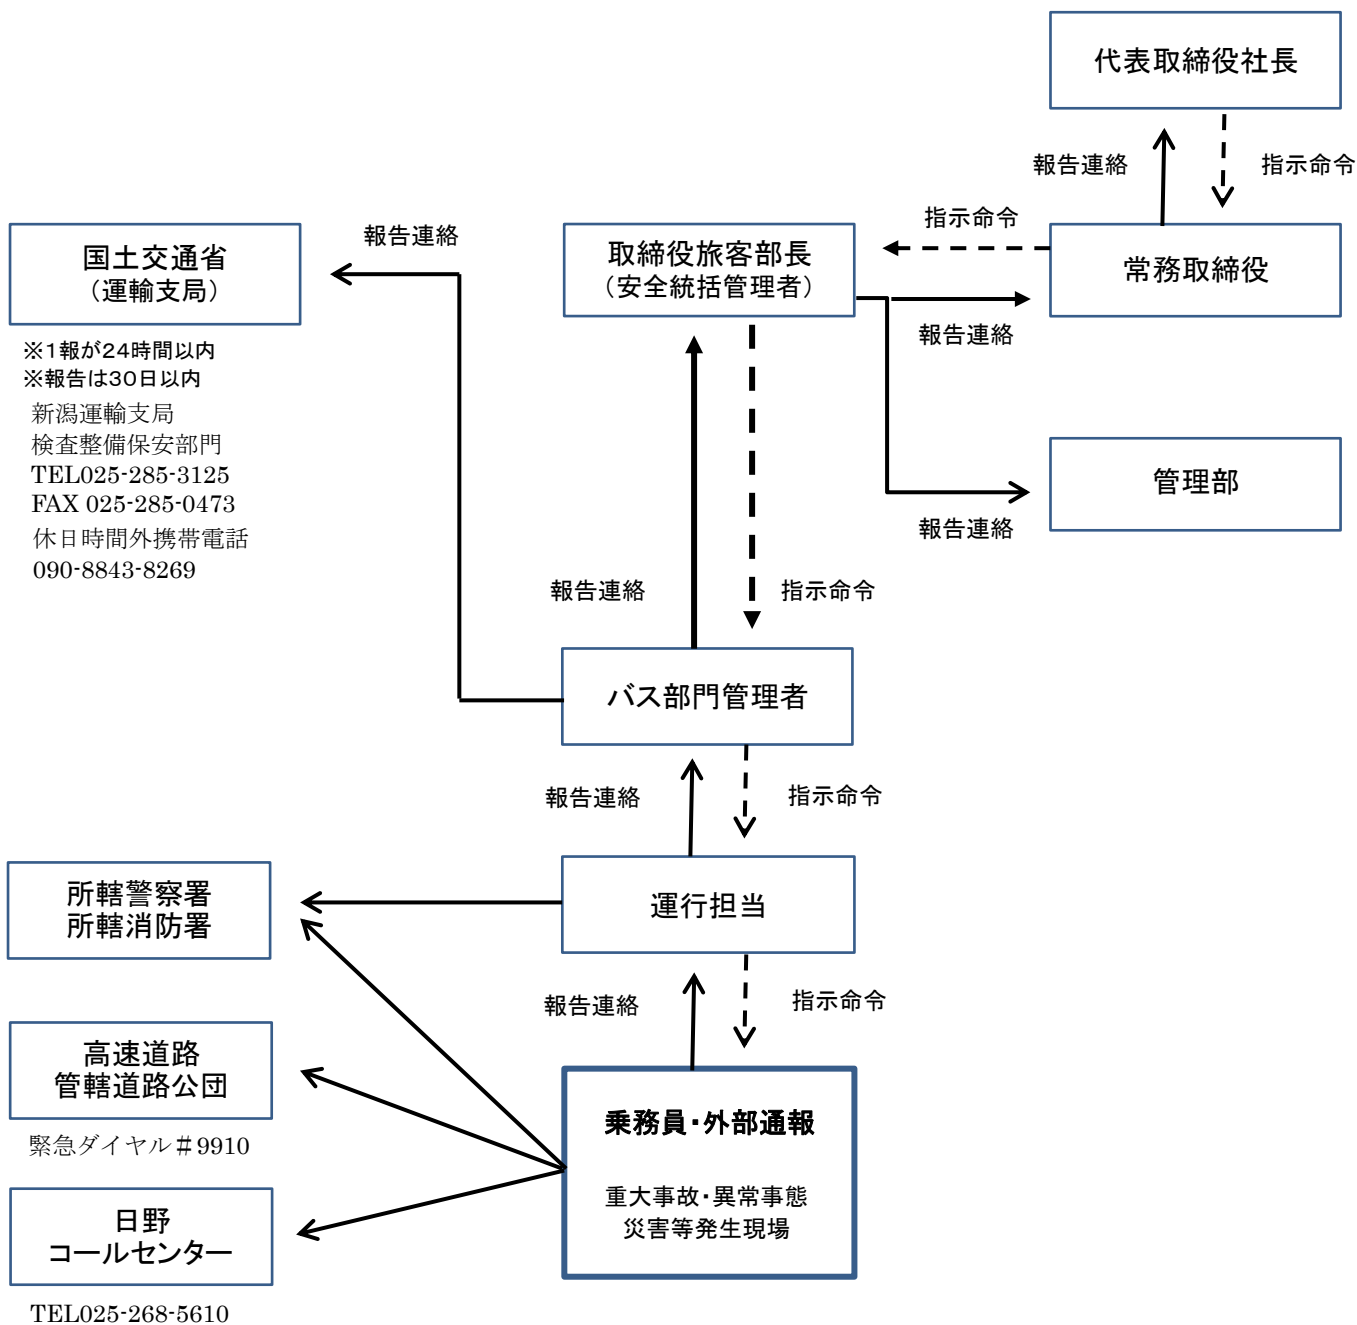 代表取締役社長
報告連絡
指示命令
常務取締役
指示命令
報告連絡
取締役旅客部長
（安全統括管理者）
報告連絡
国土交通省
（運輸支局）
※1報が24時間以内
※報告は30日以内
新潟運輸支局
検査整備保安部門
TEL025-285-3125
FAX 025-285-0473
休日時間外携帯電話
090-8843-8269
管理部
報告連絡
報告連絡
指示命令
バス部門管理者
報告連絡
指示命令
所轄警察署
所轄消防署
運行担当
報告連絡
指示命令
高速道路
管轄道路公団
緊急ダイヤル＃9910
乗務員・外部通報
重大事故・異常事態
災害等発生現場
日野
コールセンター
TEL025-268-5610